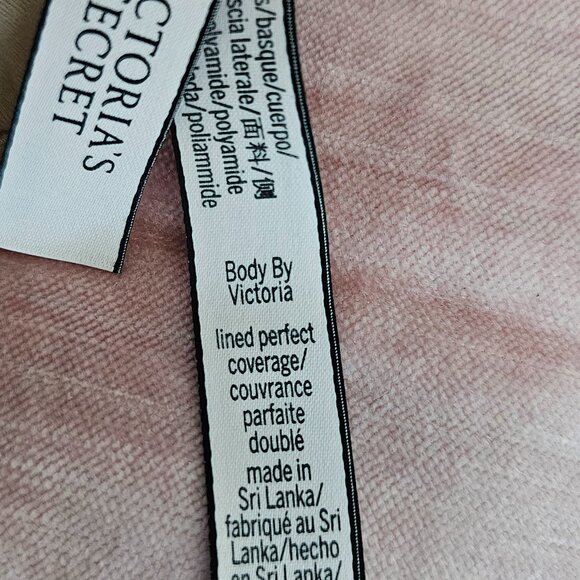 CTORIA'S
ECRET
s/basque/cuerpo/
scia laterale/面料/侧
polyamide/polyamide
/poliammide
Body By
Victoria
lined perfect
coverage/
couvrance
parfaite
doublé
made in
Sri Lanka/
fabriqué au Sri
Lanka/hecho
en Sri Lanka/